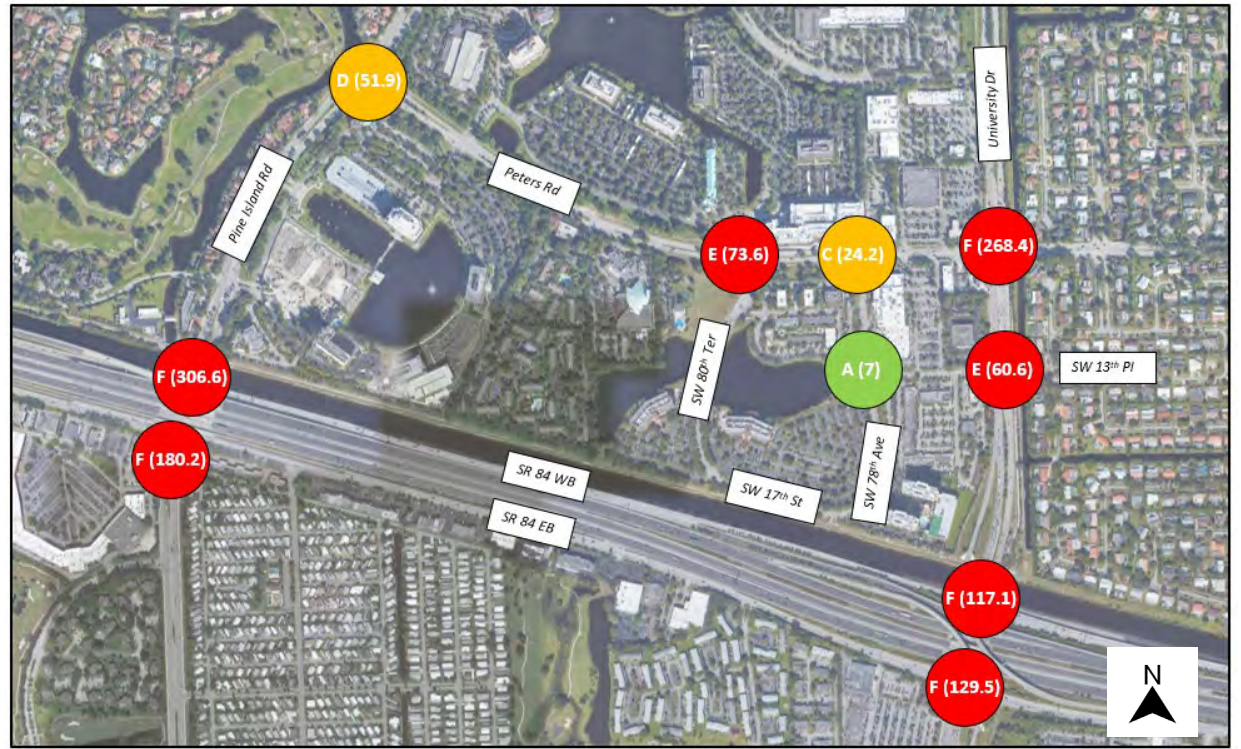 D (51.9)
University Dr
Pine Island Rd
Peters Rd
E (73.6)
C (24.2)
F (268.4)
F (306.6)
SW 80th Ter
A (7)
E (60.6)
SW 13th Pl
F (180.2)
SR 84 WB
SW 17th St
SW 78th Ave
SR 84 EB
F (117.1)
F (129.5)
N